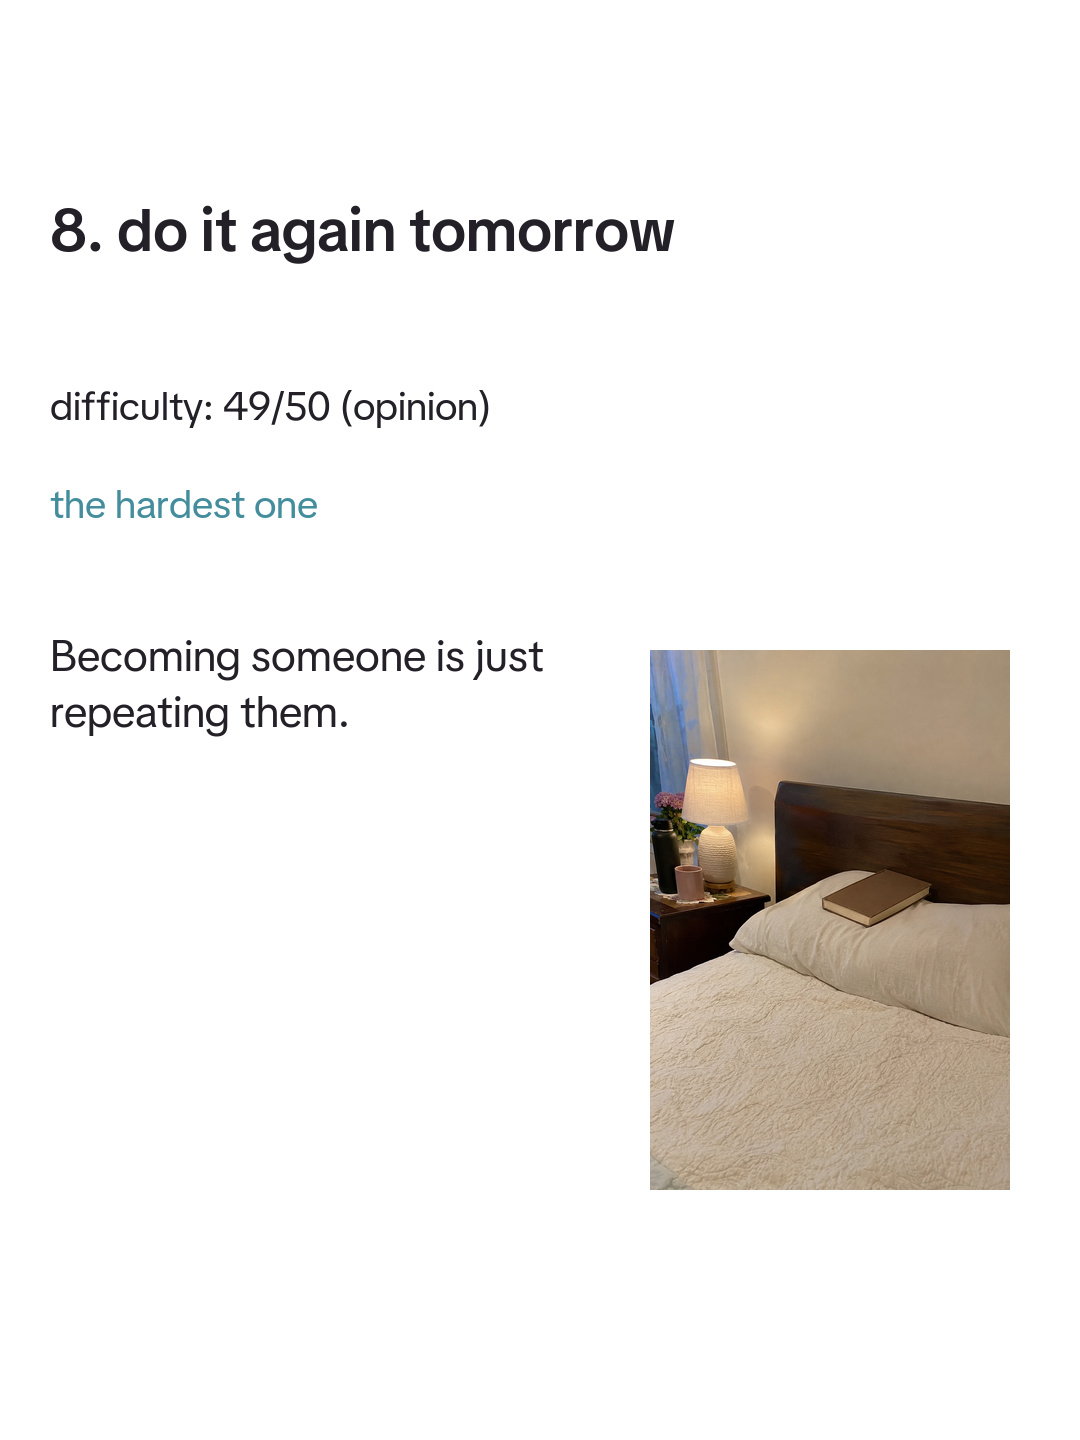 8. do it again tomorrow
difficulty: 49/50 (opinion)
the hardest one
Becoming someone is just
repeating them.